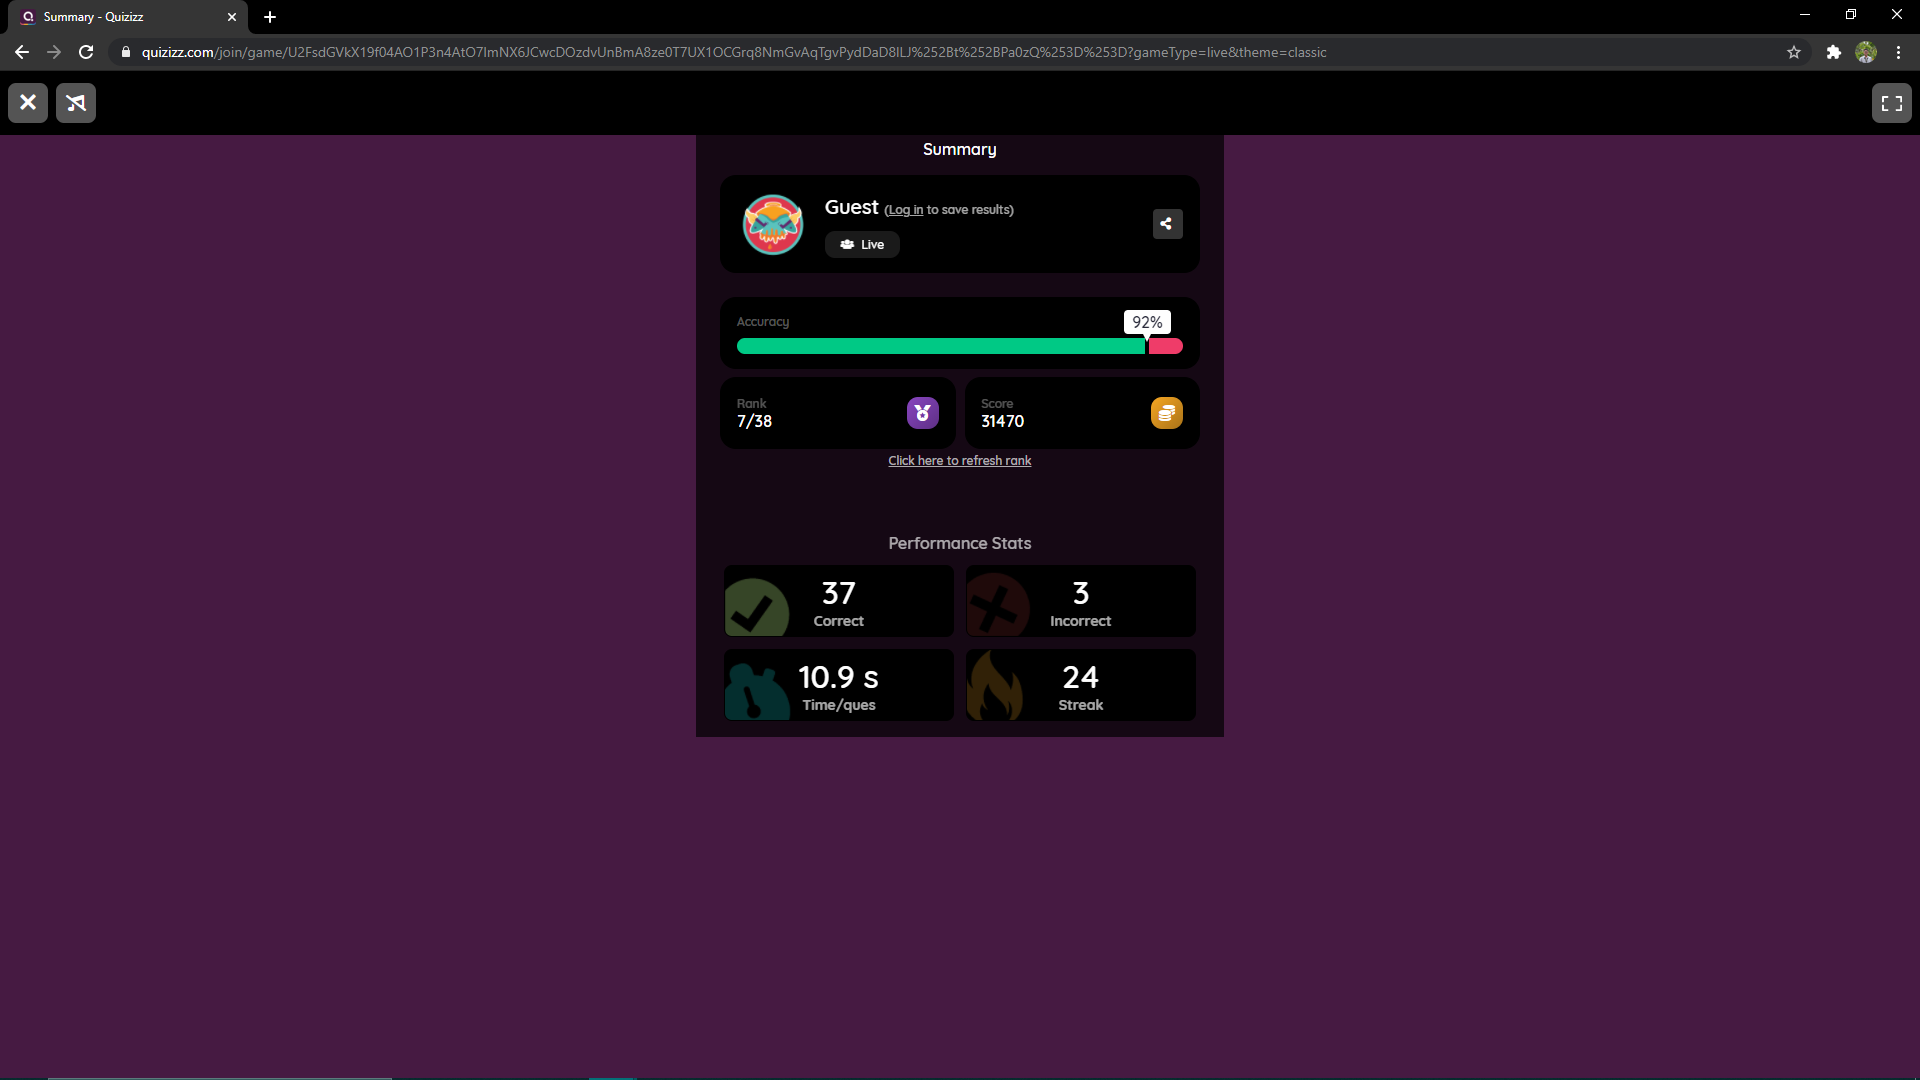 Summary - Quizizz
quizizz.com/join/game/U2FsdGVkX19f04AO1P3n4AtO7ImNX6JCwcDOzdvUnBmA8ze0T7UX1OCGrq8NmGvAqTgvPydDaD8ILJ%252Bt%252BPa0zQ%253D%253D?gameType=live&theme=classic
Summary
Guest (Log in to save results)
Live
Accuracy
92%
Rank
7/38
Score
31470
Click here to refresh rank
Performance Stats
37
Correct
3
Incorrect
10.9 s
Time/ques
24
Streak